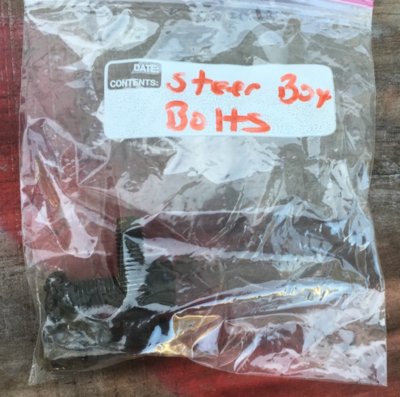 DATE:
CONTENTS: Steer Box
Bolts